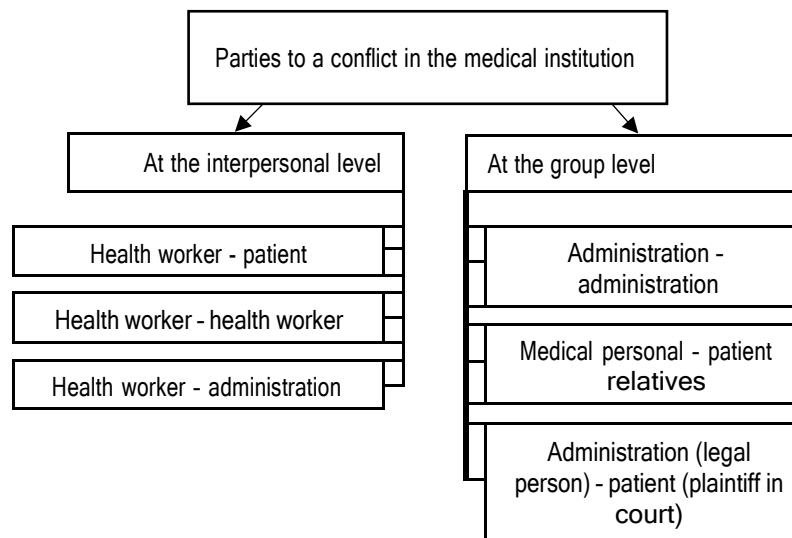 Parties to a conflict in the medical institution
At the interpersonal level
Health worker - patient
Health worker - health worker
Health worker - administration
At the group level
Administration -
administration
Medical personal - patient
relatives
Administration (legal
person) - patient (plaintiff in
court)